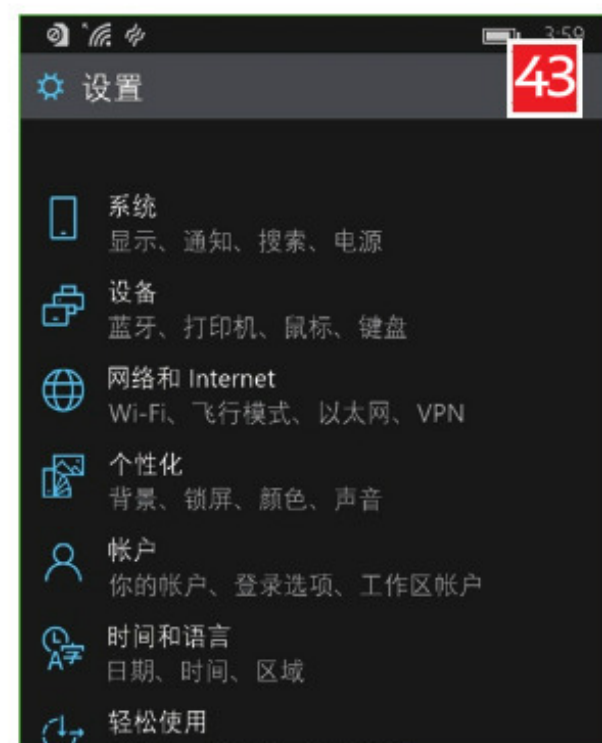 3:59
43
设置
系统
显示、通知、搜索、电源
设备
蓝牙、打印机、鼠标、键盘
网络和 Internet
Wi-Fi、飞行模式、以太网、VPN
个性化
背景、锁屏、颜色、声音
帐户
你的帐户、登录选项、工作区帐户
时间和语言
日期、时间、区域
A字
轻松使用